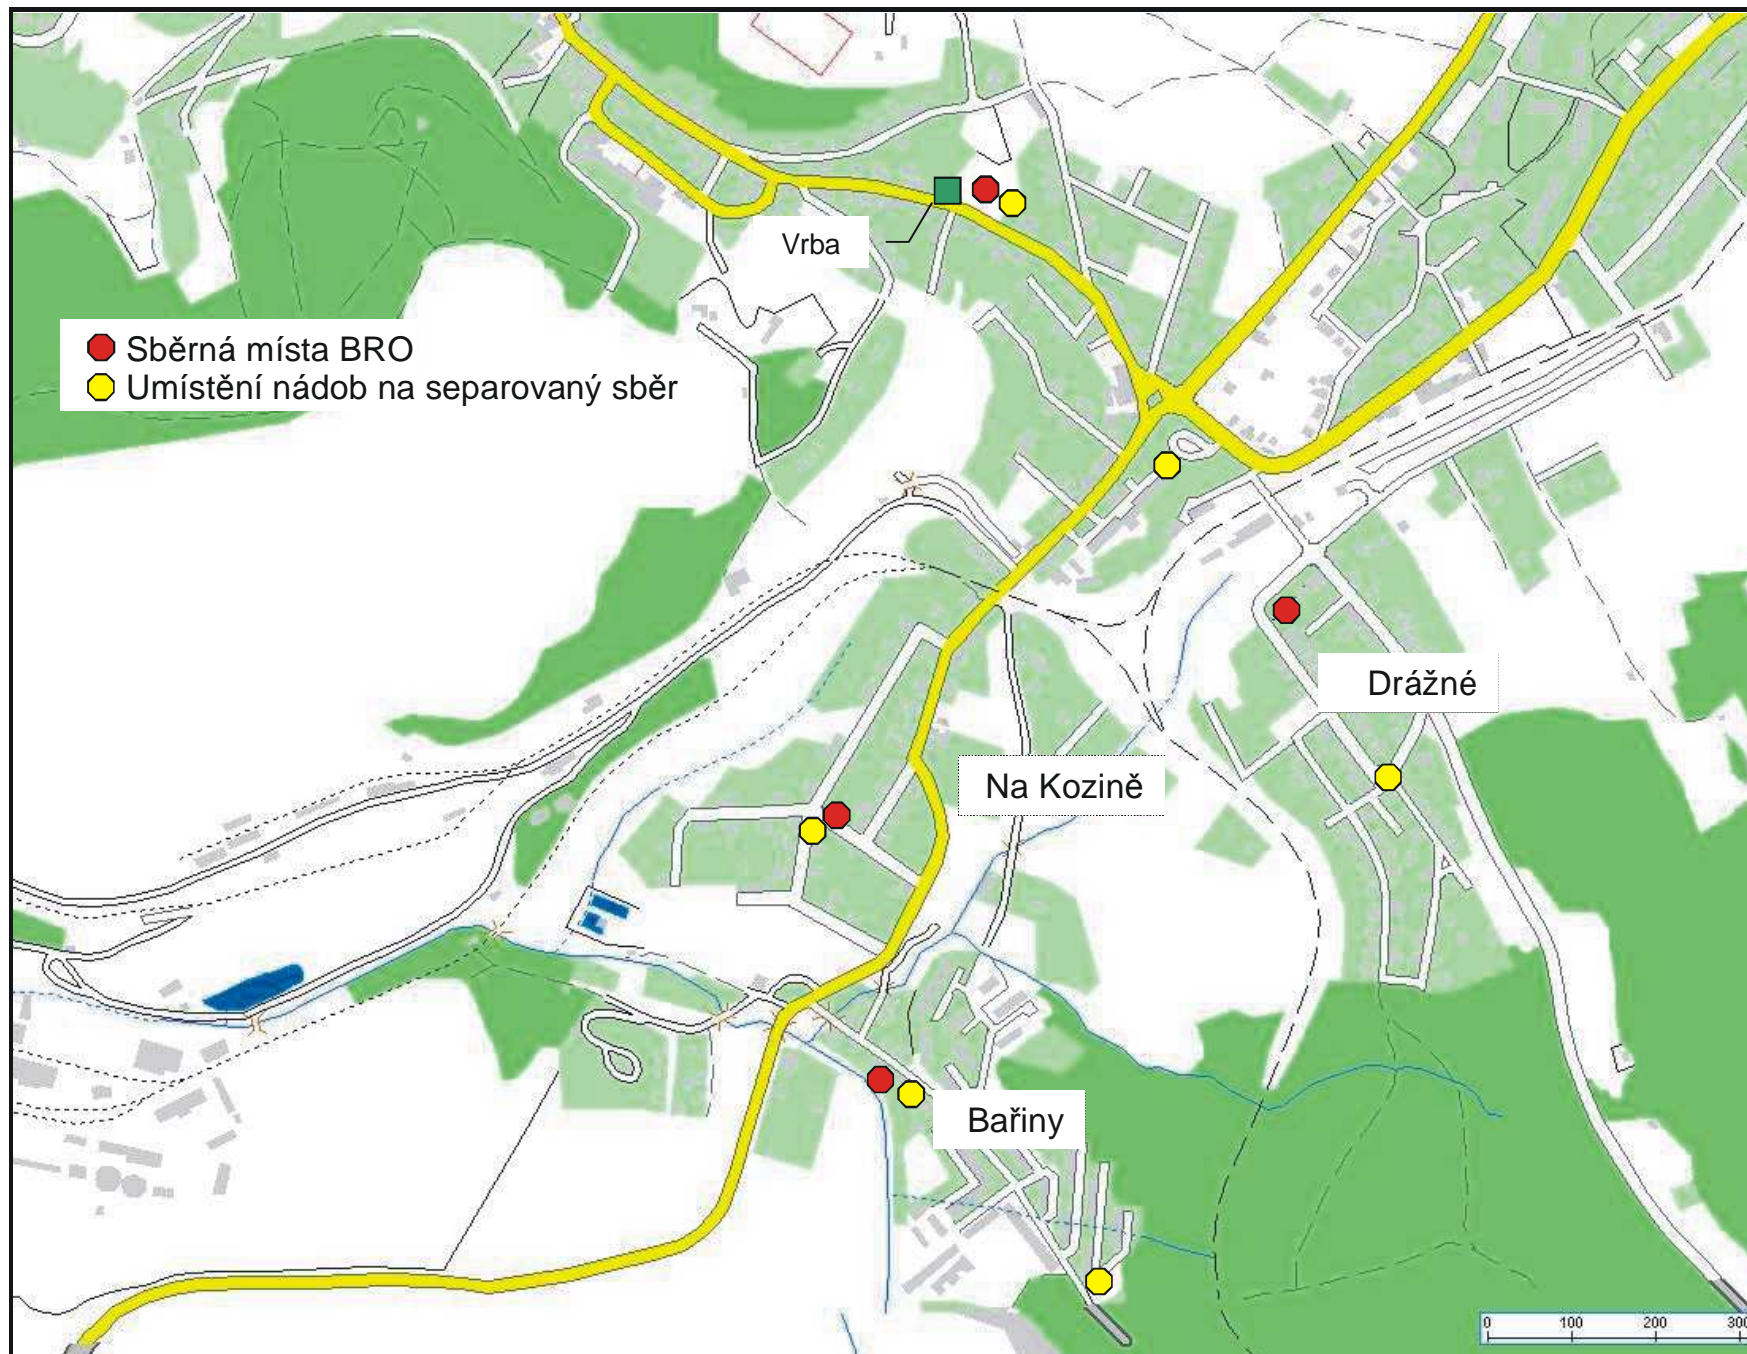 Vrba
Sběrná místa BRO
Umístění nádob na separovaný sběr
Drážné
Na Kozině
Bařiny
0 100 200 300